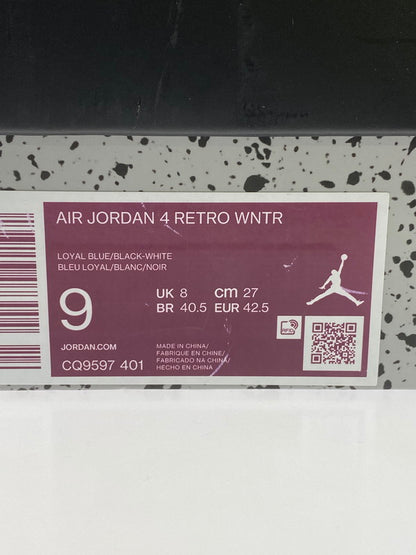 AIR JORDAN 4 RETRO WNTR
LOYAL BLUE/BLACK-WHITE
BLEU LOYAL/BLANC/NOIR
9
UK 8 cm 27
BR 40.5 EUR 42.5
RFID
JORDAN.COM
CQ9597 401
MADE IN CHINA/
FABRIQUE EN CHINE/
FABRICADO NA CHINA/
HECHO EN CHINA